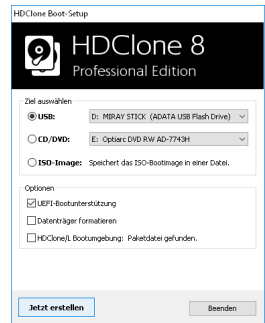 HDClone Boot-Setup
HDClone 8
Professional Edition
Ziel auswählen
USB: D: MIRAY STICK (ADATA USB Flash Drive)
CD/DVD: E: Optiarc DVD RW AD-7743H
ISO-Image: Speichert das ISO-Bootimage in einer Datei.
Optionen
UEFI-Bootunterstützung
Datenträger formatieren
HDClone/L Bootumgebung: Paketdatei gefunden.
Jetzt erstellen Beenden